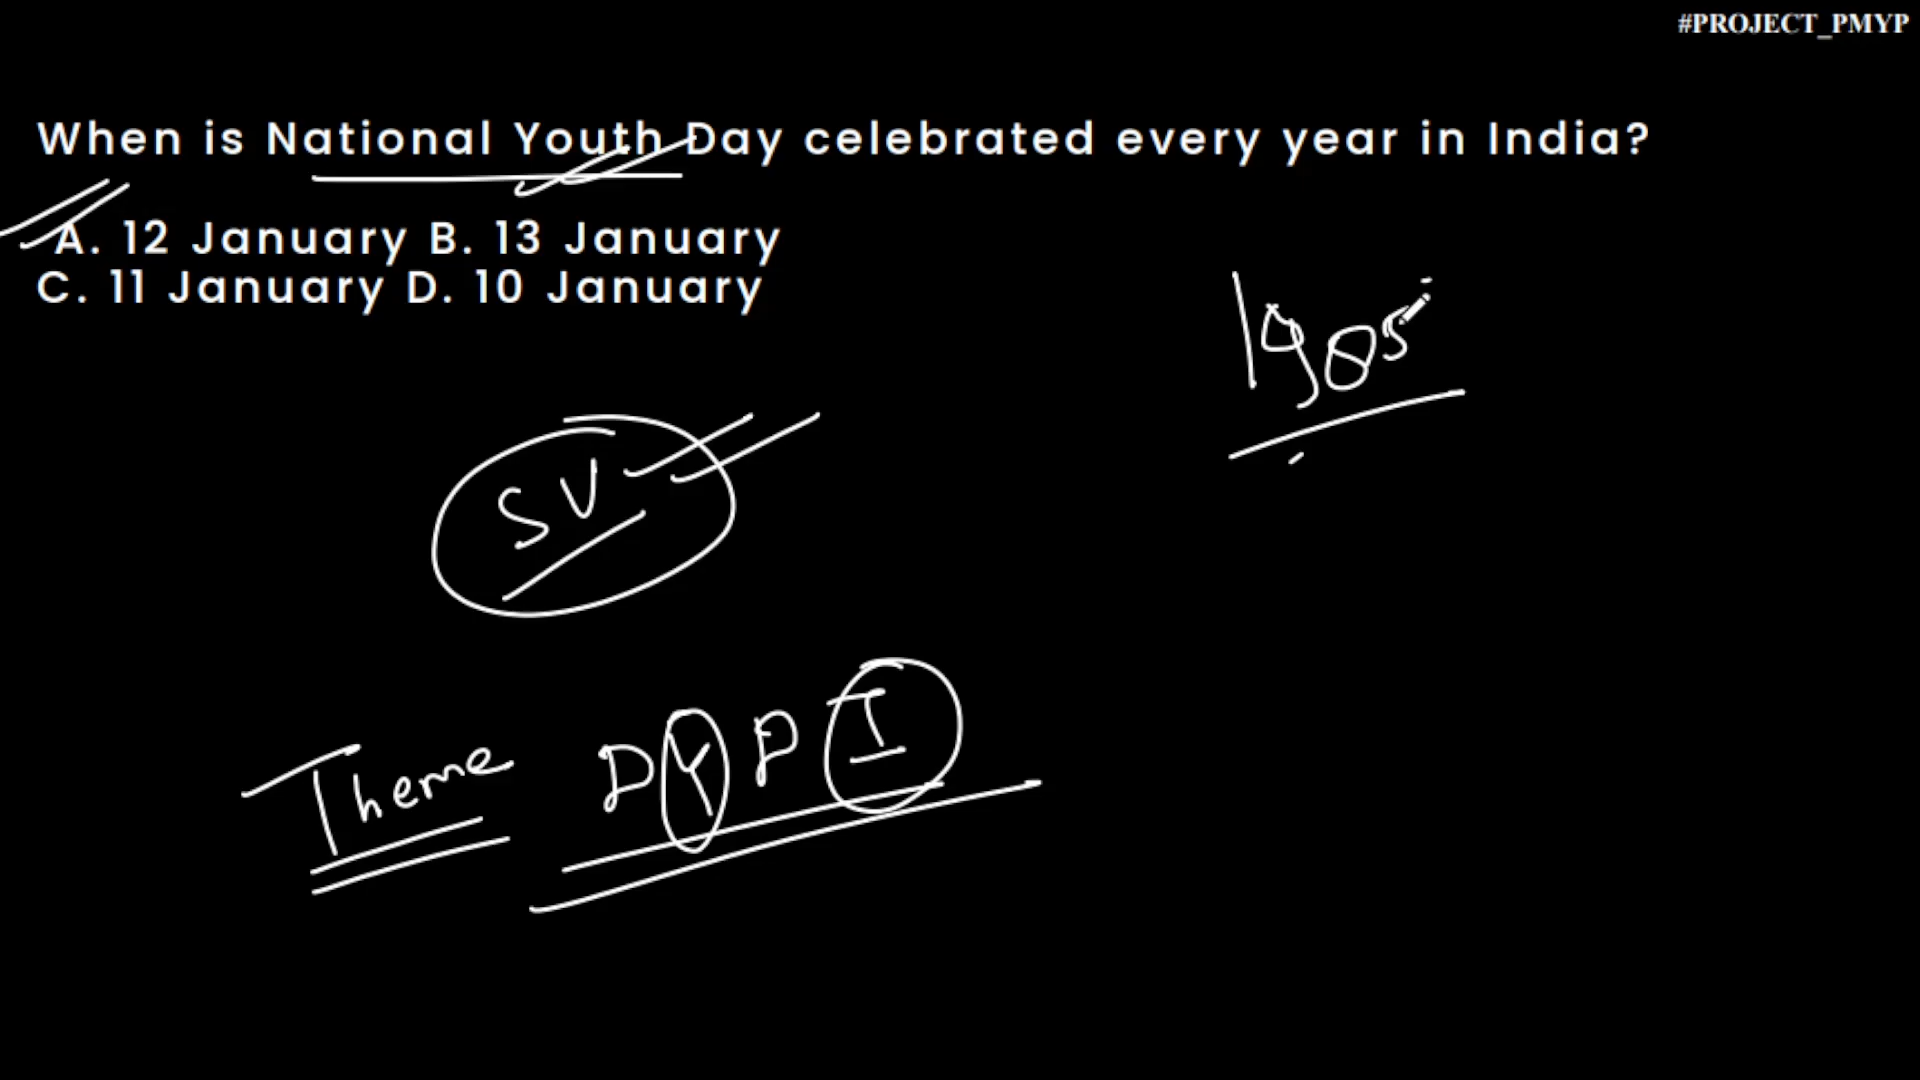 #PROJECT_PMYP
When is National Youth Day celebrated every year in India?
A. 12 January B. 13 January
C. 11 January D. 10 January
1985
SV
Theme DYPI